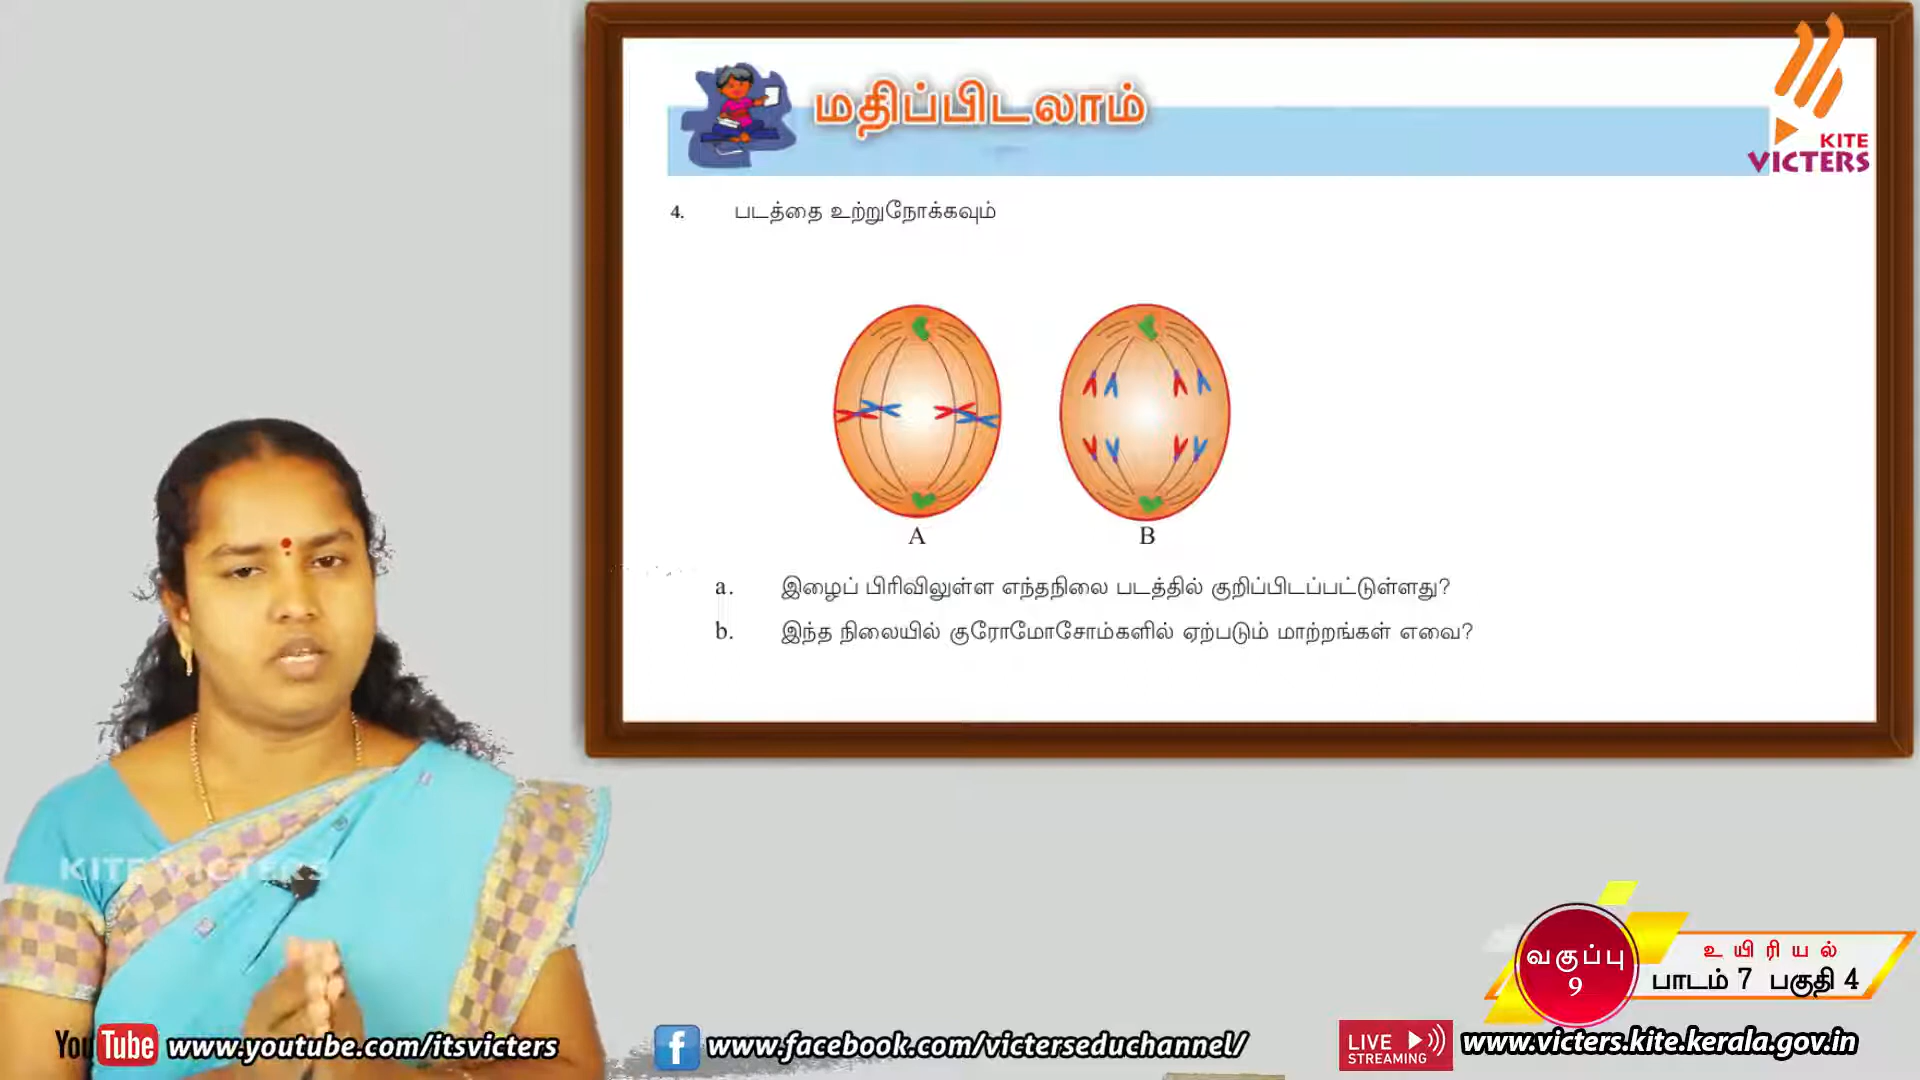 மதிப்பிடலாம்
KITE
VICTERS
4. படத்தை உற்றுநோக்கவும்
A B
a. இழைப் பிரிவிலுள்ள எந்தநிலை படத்தில் குறிப்பிடப்பட்டுள்ளது?
b. இந்த நிலையில் குரோமோசோம்களில் ஏற்படும் மாற்றங்கள் எவை?
KITE VICTERS
வகுப்பு
9
உயிரியல்
பாடம் 7 பகுதி 4
YouTube www.youtube.com/itsvicters
f www.facebook.com/victerseduchannel/
LIVE
STREAMING
www.victers.kite.kerala.gov.in